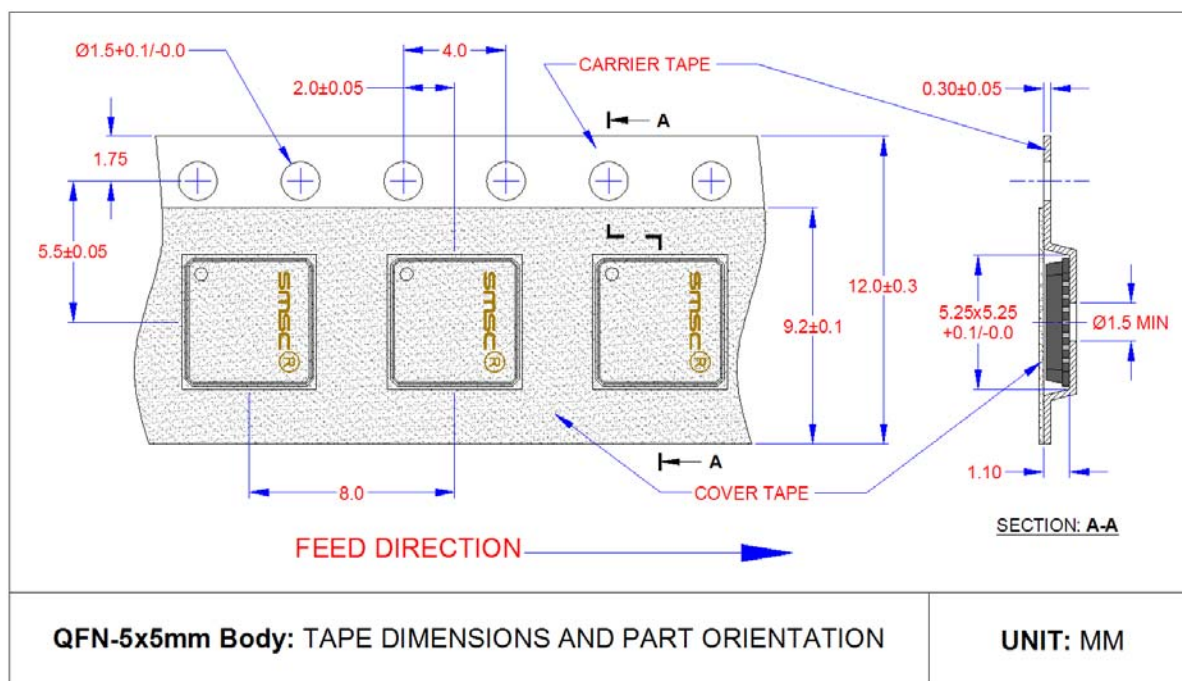 Ø1.5+0.1/-0.0
4.0
CARRIER TAPE
0.30±0.05
2.0±0.05
A
1.75
5.5±0.05
smsc®
smsc®
smsc®
12.0±0.3
9.2±0.1
5.25x5.25
+0.1/-0.0
Ø1.5 MIN
A
8.0
COVER TAPE
1.10
SECTION: A-A
FEED DIRECTION
QFN-5x5mm Body: TAPE DIMENSIONS AND PART ORIENTATION
UNIT: MM